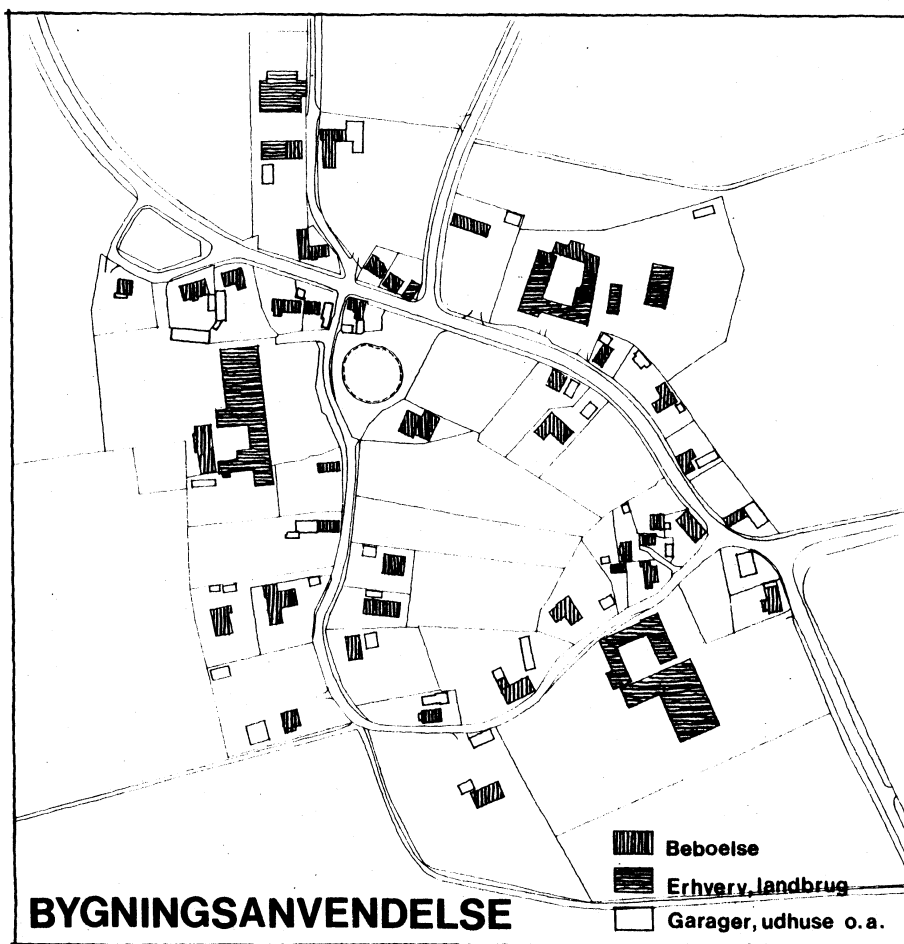 Beboelse
Erhverv, landbrug
BYGNINGSANVENDELSE
Garager, udhuse o.a.